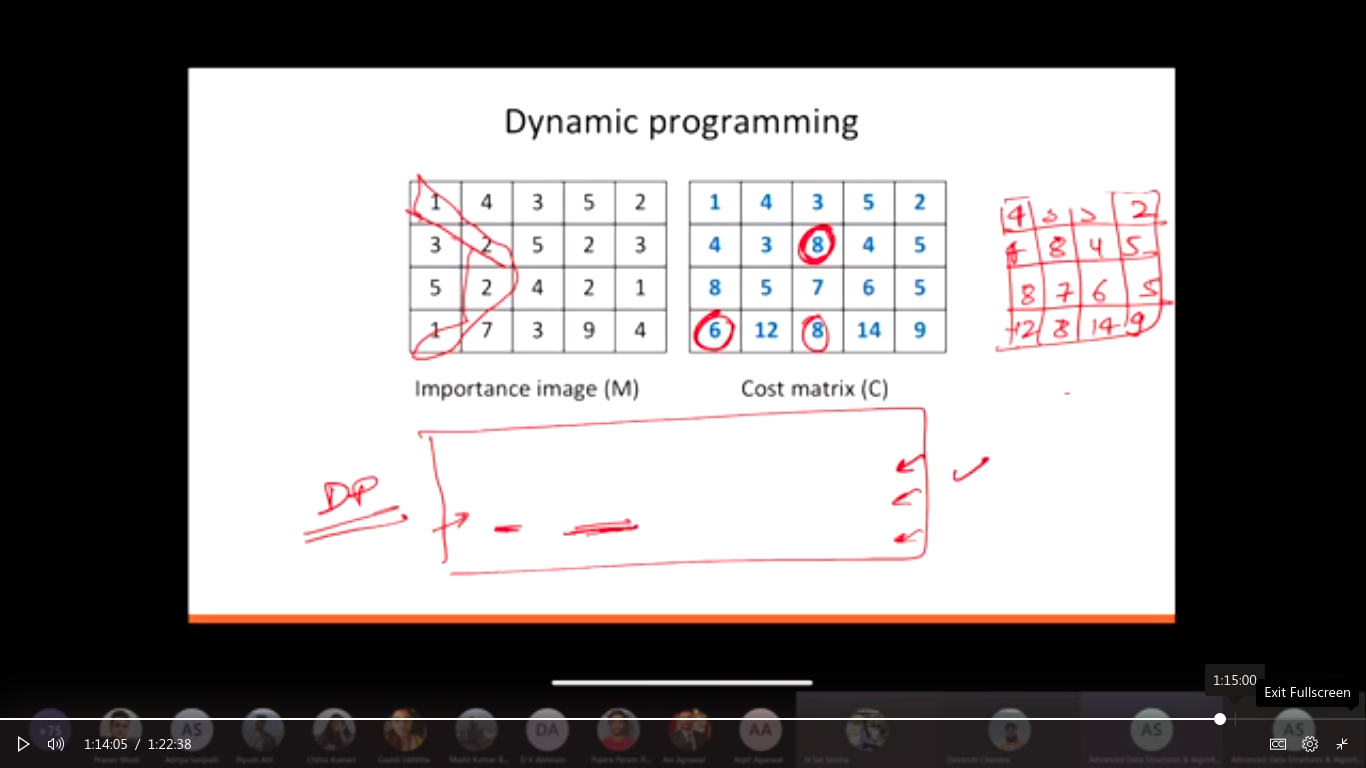 Dynamic programming
1 4 3 5 2
3 2 5 2 3
5 2 4 2 1
1 7 3 9 4
1 4 3 5 2
4 3 8 4 5
8 5 7 6 5
6 12 8 14 9
4 2
8 4 5
8 7 6 5
12 8 14 9
Importance image (M)
Cost matrix (C)
DP
1:15:00
Exit Fullscreen
+75
AS
DA
AA
AS
AS
1:14:05 / 1:22:38
CC